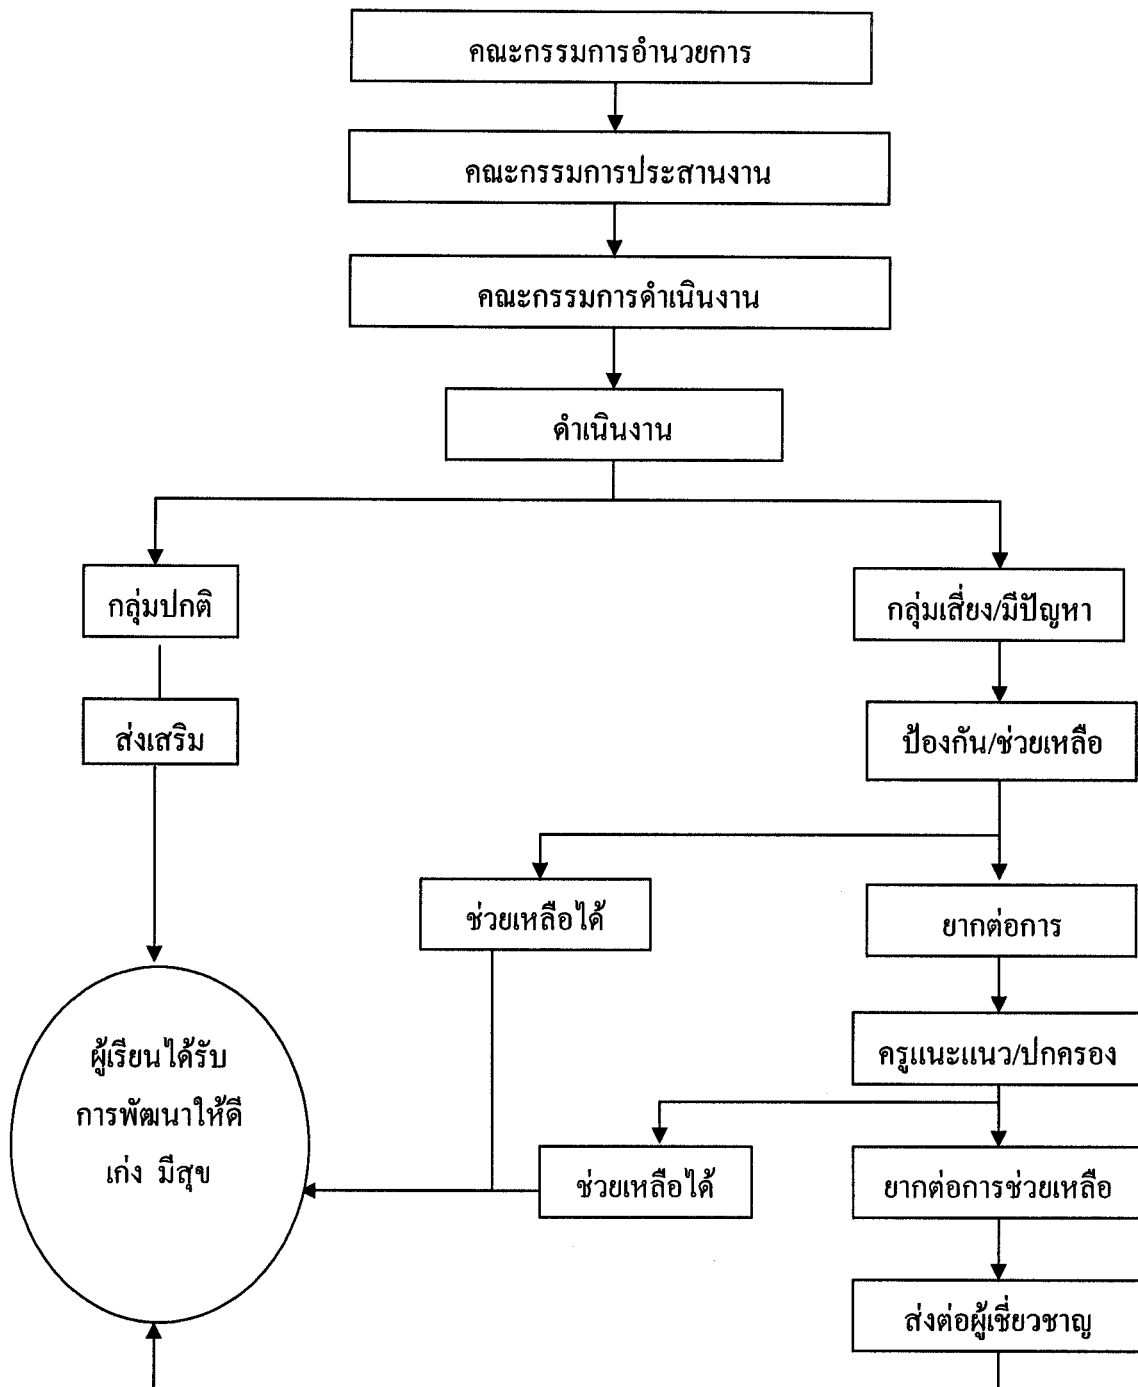 คณะกรรมการอำนวยการ
คณะกรรมการประสานงาน
คณะกรรมการดำเนินงาน
ดำเนินงาน
กลุ่มปกติ
กลุ่มเสี่ยง/มีปัญหา
ส่งเสริม
ป้องกัน/ช่วยเหลือ
ช่วยเหลือได้
ยากต่อการ
ครูแนะแนว/ปกครอง
ผู้เรียนได้รับ
การพัฒนาให้ดี
เก่ง มีสุข
ช่วยเหลือได้
ยากต่อการช่วยเหลือ
ส่งต่อผู้เชี่ยวชาญ